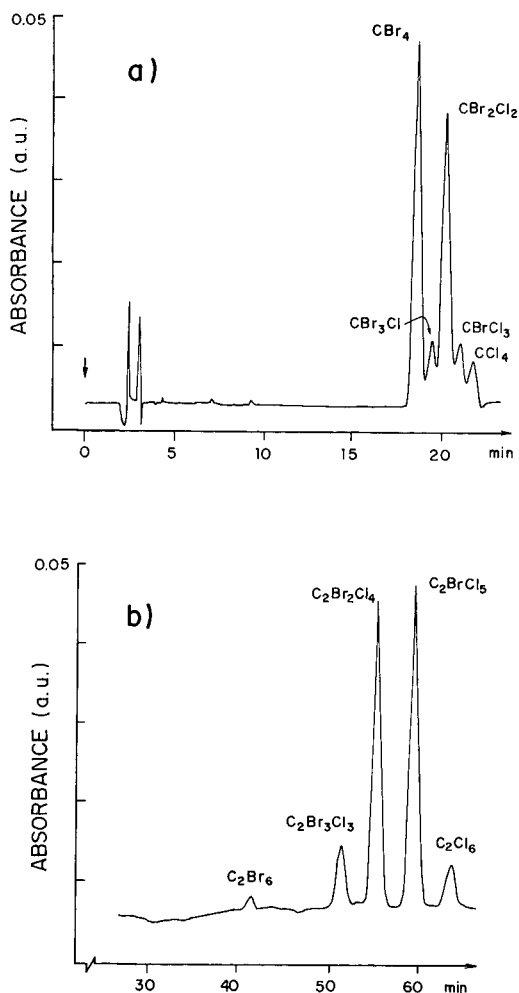 0.05
a)
ABSORBANCE (a.u.)
CBr₄
CBr₂Cl₂
CBr₃Cl
CBrCl₃
CCl₄
0 5 10 15 20 min
0.05
b)
ABSORBANCE (a.u.)
C₂Br₂Cl₄
C₂BrCl₅
C₂Br₃Cl₃
C₂Cl₆
C₂Br₆
30 40 50 60 min